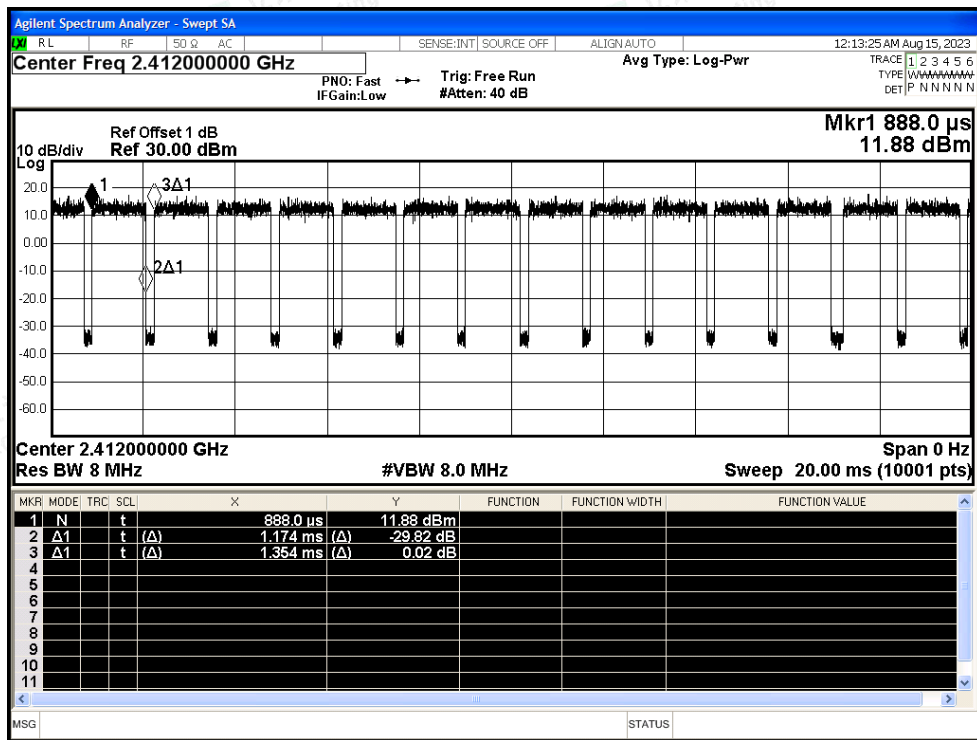 Agilent Spectrum Analyzer - Swept SA
LXI RL RF 50 Ω AC SENSE:INT SOURCE OFF ALIGN AUTO 12:13:25 AM Aug 15, 2023
Center Freq 2.412000000 GHz Avg Type: Log-Pwr TRACE 1 2 3 4 5 6
PNO: Fast Trig: Free Run TYPE
IFGain:Low #Atten: 40 dB DET P N N N N N
Mkr1 888.0 µs
Ref Offset 1 dB
10 dB/div Ref 30.00 dBm 11.88 dBm
Log
20.0 1 3Δ1
10.0
0.00
-10.0 2Δ1
-20.0
-30.0
-40.0
-50.0
-60.0
Center 2.412000000 GHz Span 0 Hz
Res BW 8 MHz #VBW 8.0 MHz Sweep 20.00 ms (10001 pts)
MKR MODE TRC SCL X Y FUNCTION FUNCTION WIDTH FUNCTION VALUE
1 N t 888.0 µs 11.88 dBm
2 Δ1 t (Δ) 1.174 ms (Δ) -29.82 dB
3 Δ1 t (Δ) 1.354 ms (Δ) 0.02 dB
4
5
6
7
8
9
10
11
MSG STATUS